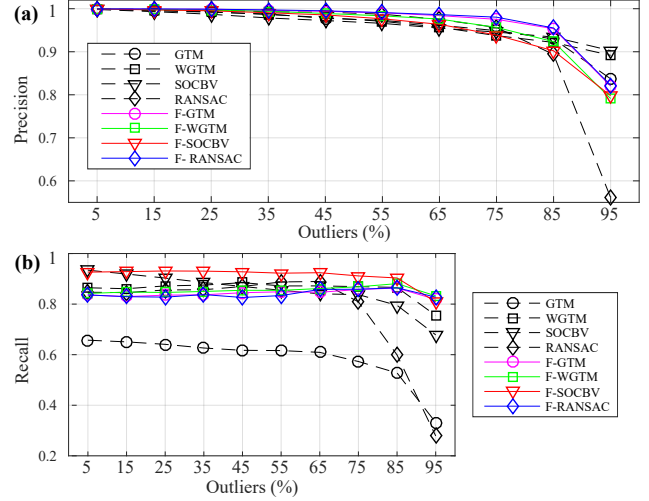 (a)
1
0.9
0.8
0.7
0.6
Precision
GTM
WGTM
SOCBV
RANSAC
F-GTM
F-WGTM
F-SOCBV
F- RANSAC
5 15 25 35 45 55 65 75 85 95
Outliers (%)
(b)
1
0.8
0.6
0.4
0.2
Recall
5 15 25 35 45 55 65 75 85 95
Outliers (%)
GTM
WGTM
SOCBV
RANSAC
F-GTM
F-WGTM
F-SOCBV
F-RANSAC